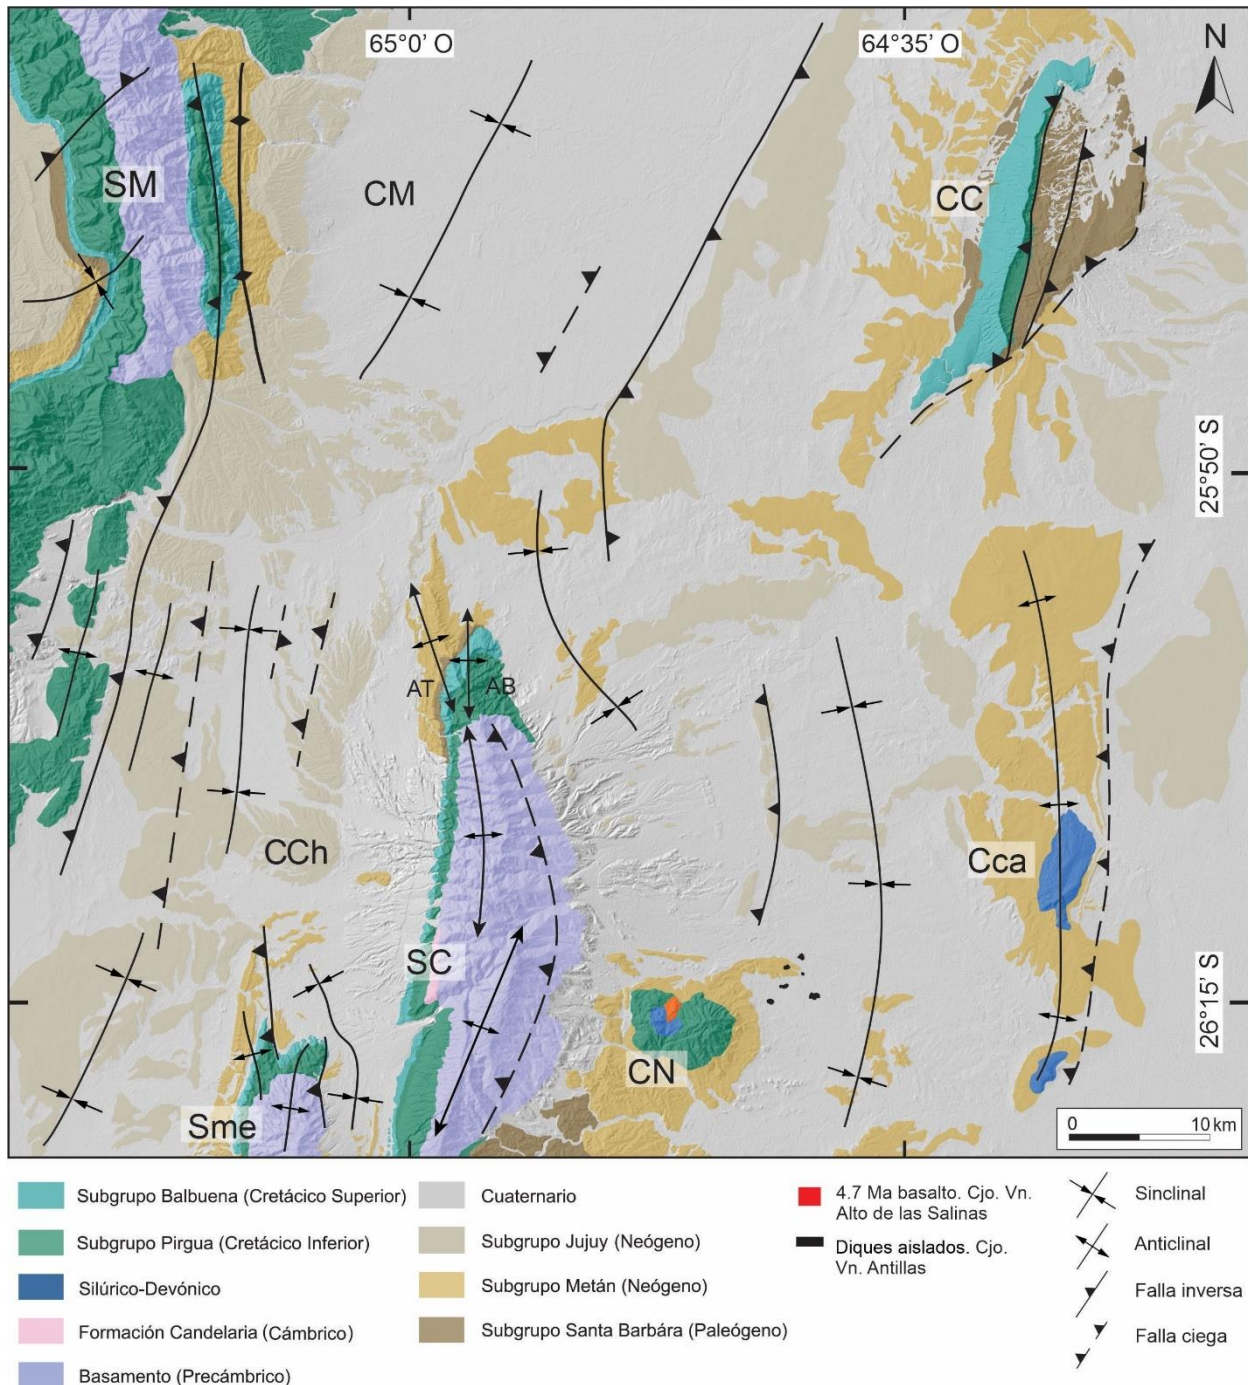 65°0' O
64°35' O
N
SM
CM
CC
25°50' S
AT
AB
CCh
Cca
SC
26°15' S
CN
Sme
0 10 km
Subgrupo Balbuena (Cretácico Superior)
Subgrupo Pirgua (Cretácico Inferior)
Silúrico-Devónico
Formación Candelaria (Cámbrico)
Basamento (Precámbrico)
Cuaternario
Subgrupo Jujuy (Neógeno)
Subgrupo Metán (Neógeno)
Subgrupo Santa Barbára (Paleógeno)
4.7 Ma basalto. Cjo. Vn.
Alto de las Salinas
Diques aislados. Cjo.
Vn. Antillas
Sinclinal
Anticlinal
Falla inversa
Falla ciega